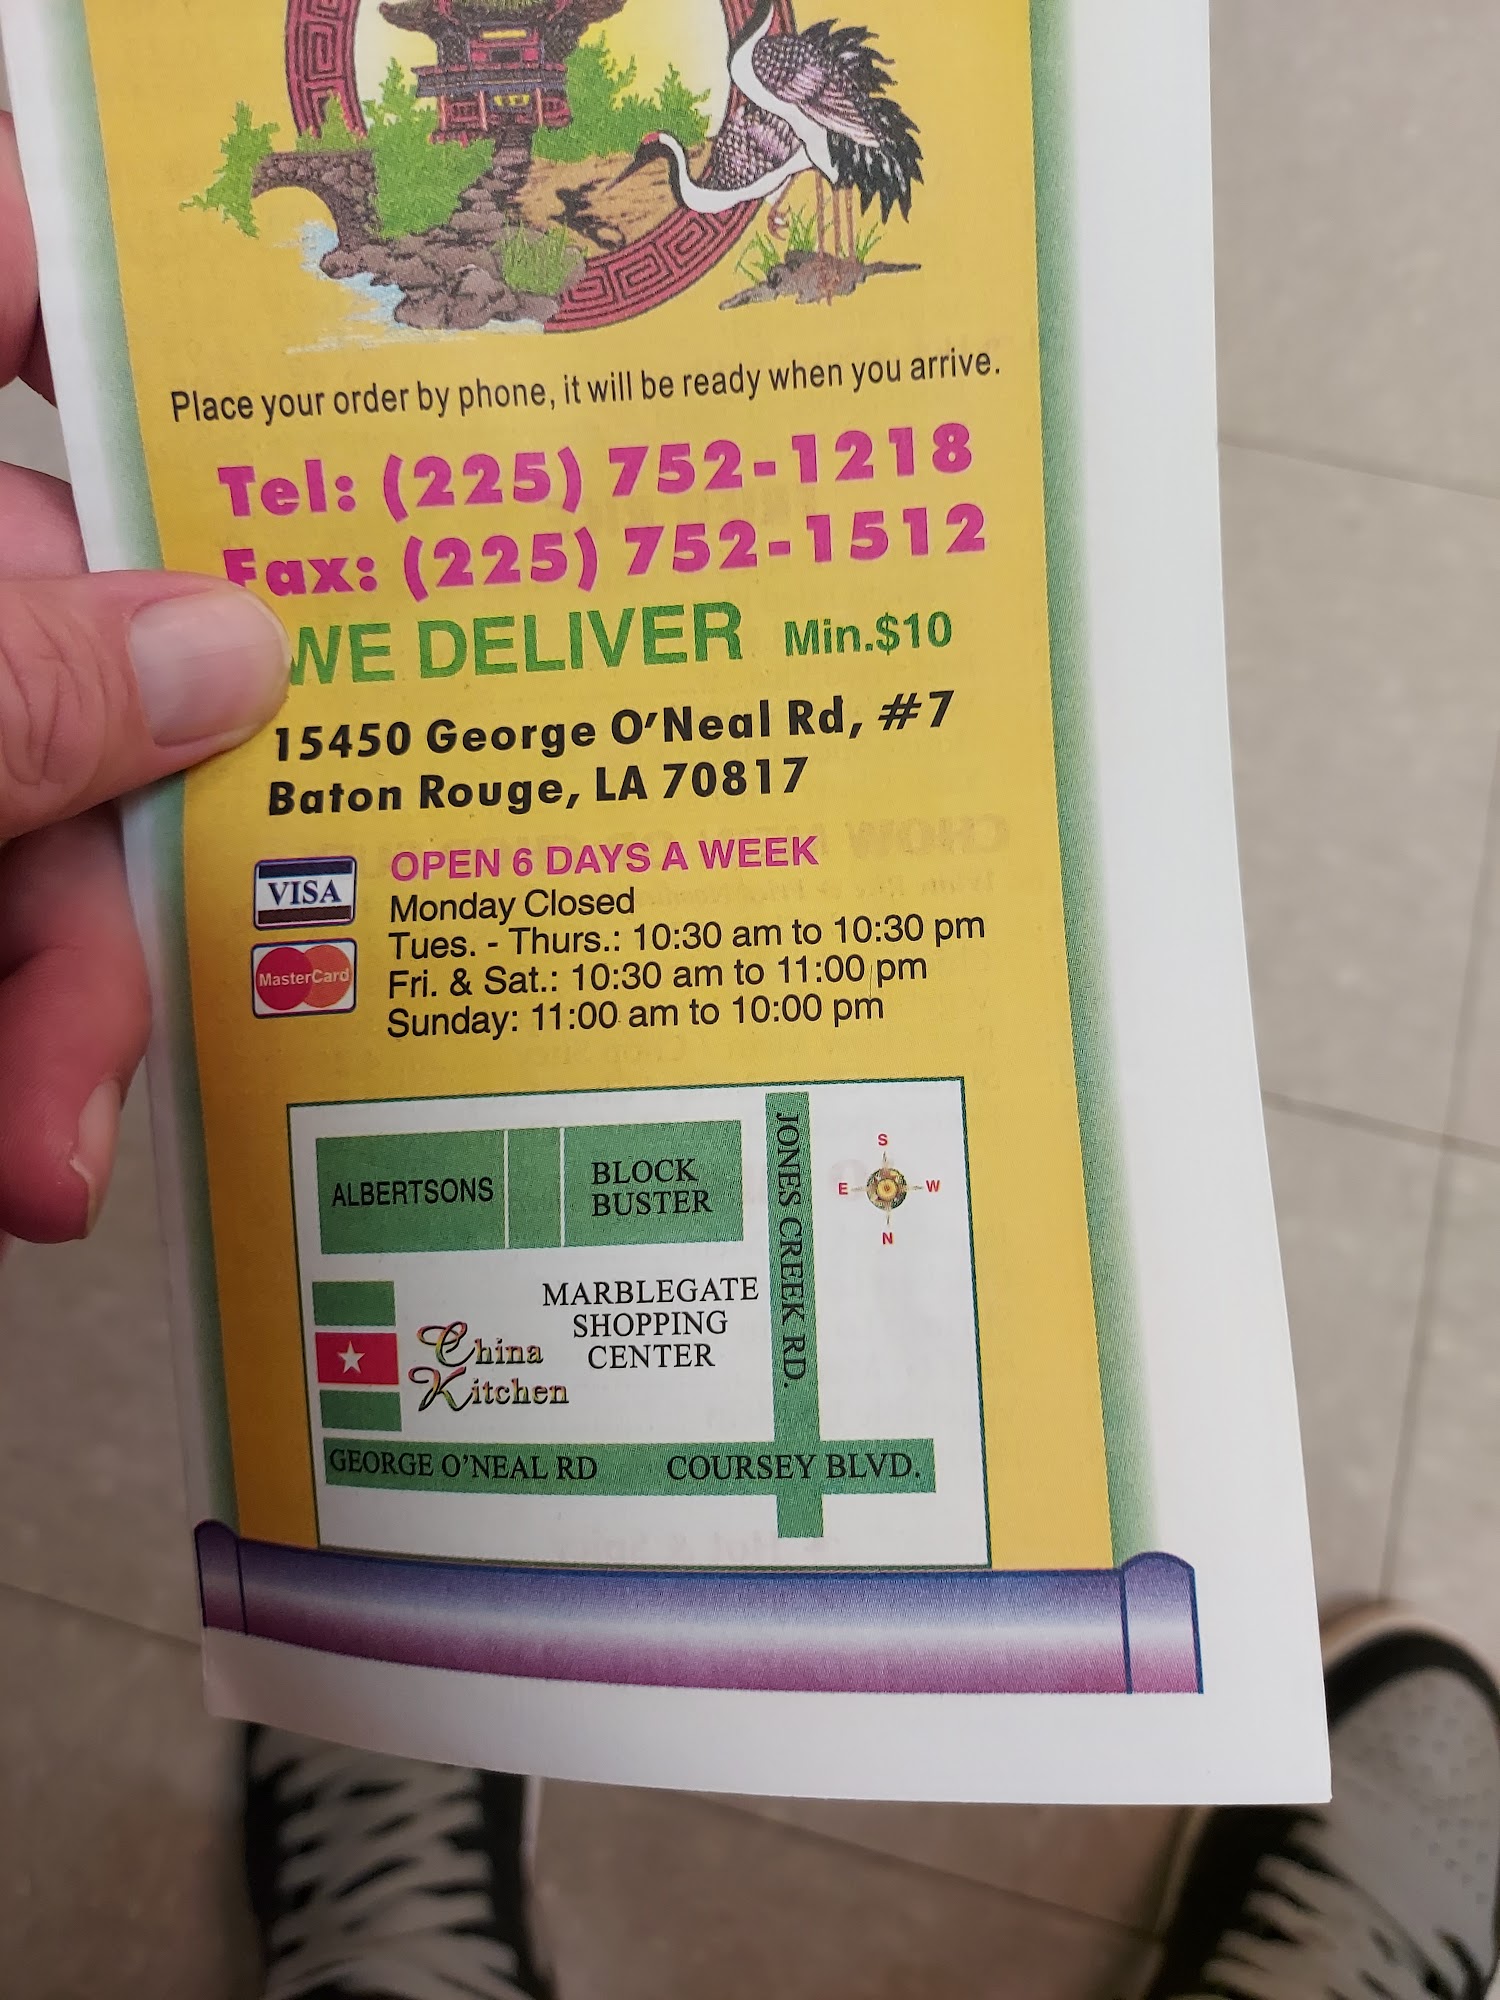 Place your order by phone, it will be ready when you arrive.
Tel: (225) 752-1218
Fax: (225) 752-1512
WE DELIVER Min.$10
15450 George O'Neal Rd, #7
Baton Rouge, LA 70817
VISA
MasterCard
OPEN 6 DAYS A WEEK
Monday Closed
Tues. - Thurs.: 10:30 am to 10:30 pm
Fri. & Sat.: 10:30 am to 11:00 pm
Sunday: 11:00 am to 10:00 pm
ALBERTSONS
BLOCK
BUSTER
JONES CREEK RD.
S
E W
N
MARBLEGATE
SHOPPING
CENTER
China
Kitchen
GEORGE O'NEAL RD COURSEY BLVD.